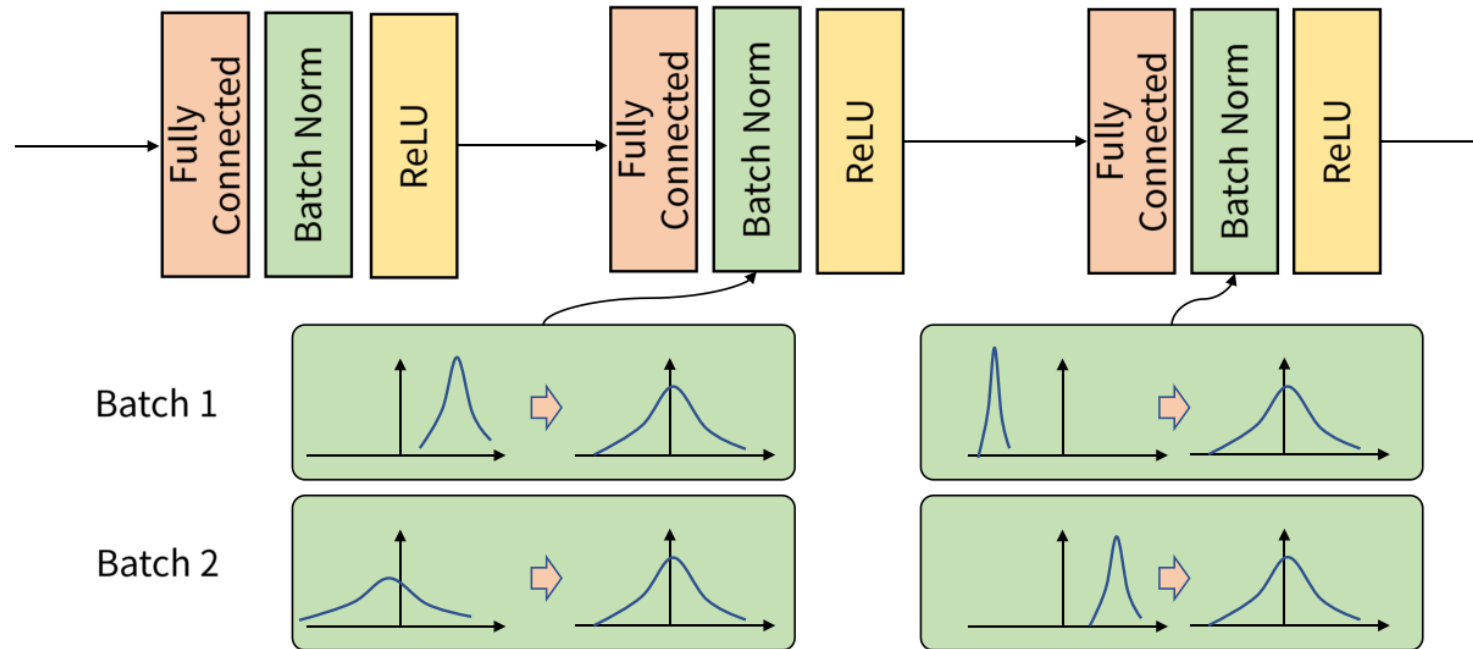 Fully
Connected
Batch Norm
ReLU
Fully
Connected
Batch Norm
ReLU
Fully
Connected
Batch Norm
ReLU
Batch 1
Batch 2